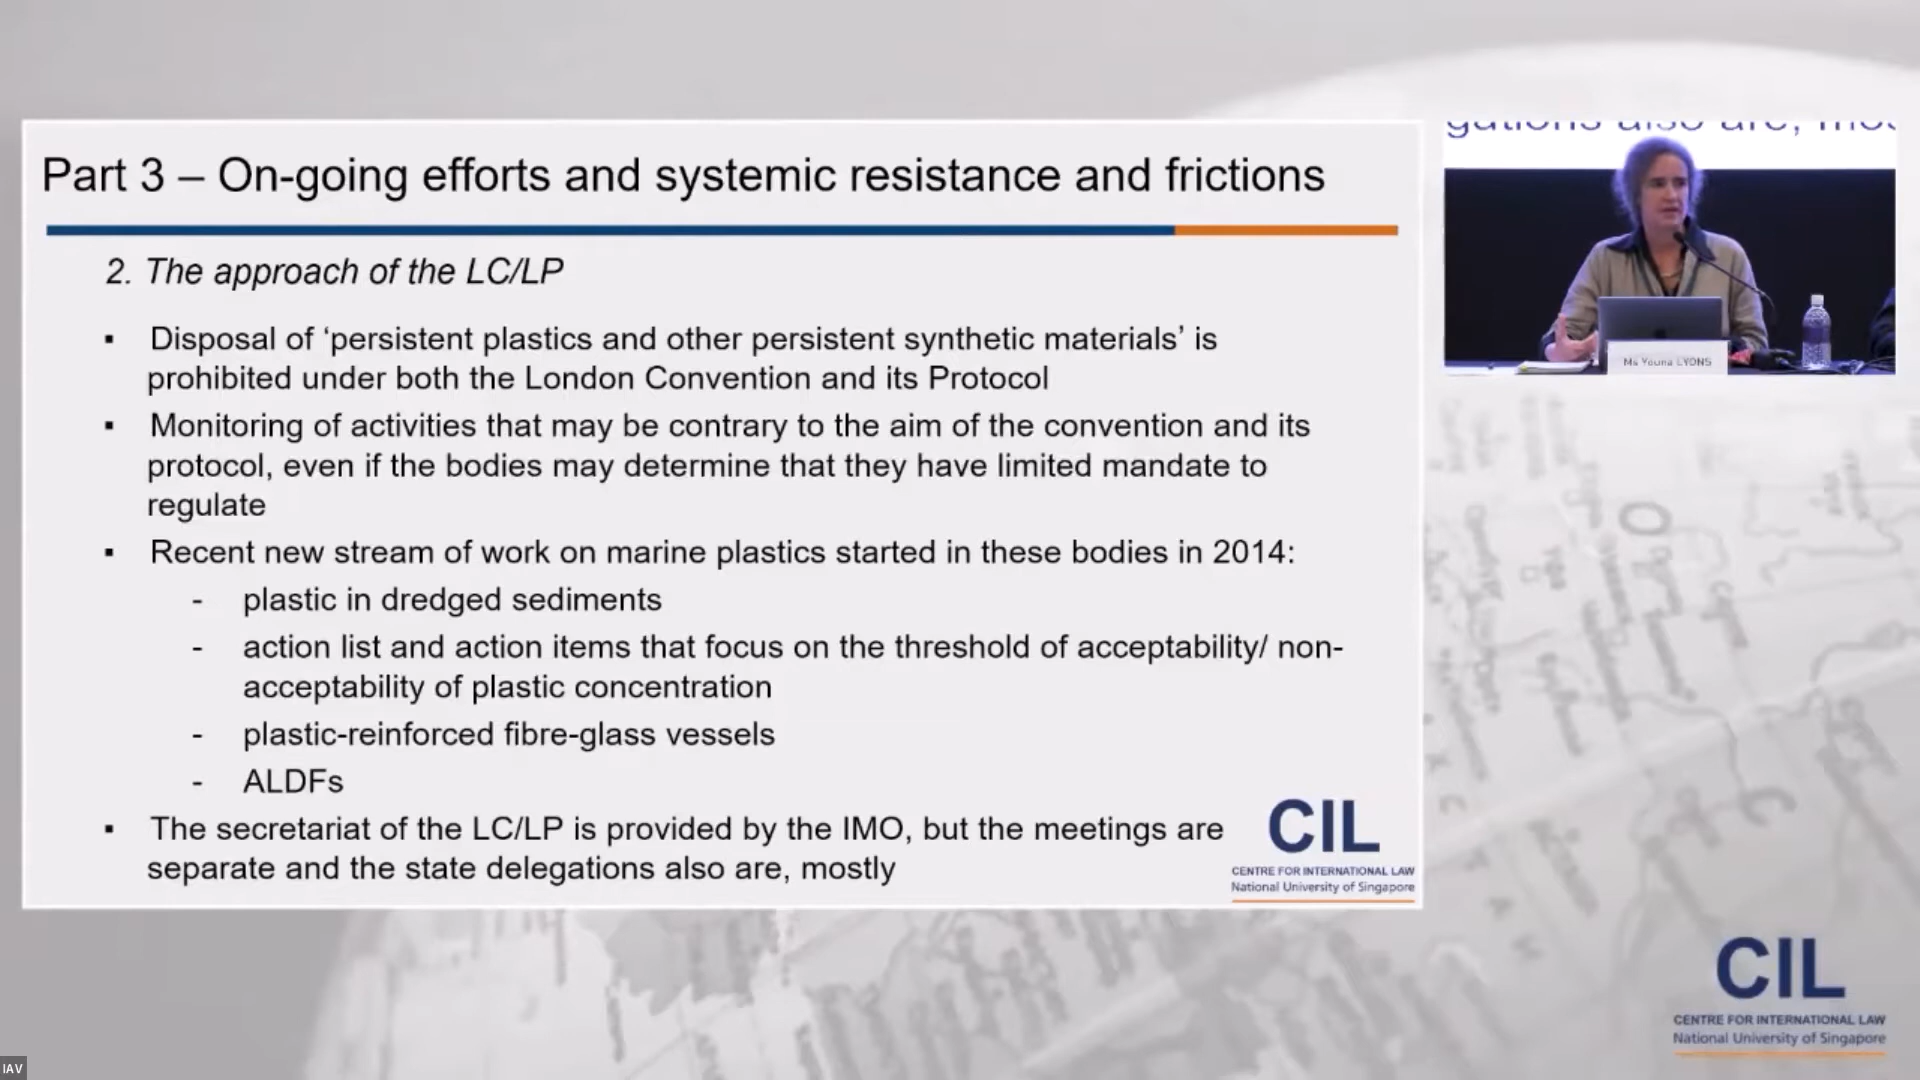 Part 3 – On-going efforts and systemic resistance and frictions
2. The approach of the LC/LP
▪ Disposal of ‘persistent plastics and other persistent synthetic materials’ is
prohibited under both the London Convention and its Protocol
▪ Monitoring of activities that may be contrary to the aim of the convention and its
protocol, even if the bodies may determine that they have limited mandate to
regulate
▪ Recent new stream of work on marine plastics started in these bodies in 2014:
- plastic in dredged sediments
- action list and action items that focus on the threshold of acceptability/ non-
acceptability of plastic concentration
- plastic-reinforced fibre-glass vessels
- ALDFs
▪ The secretariat of the LC/LP is provided by the IMO, but the meetings are
separate and the state delegations also are, mostly
CIL
CENTRE FOR INTERNATIONAL LAW
National University of Singapore
Ms Youna LYONS
CIL
CENTRE FOR INTERNATIONAL LAW
National University of Singapore
IAV